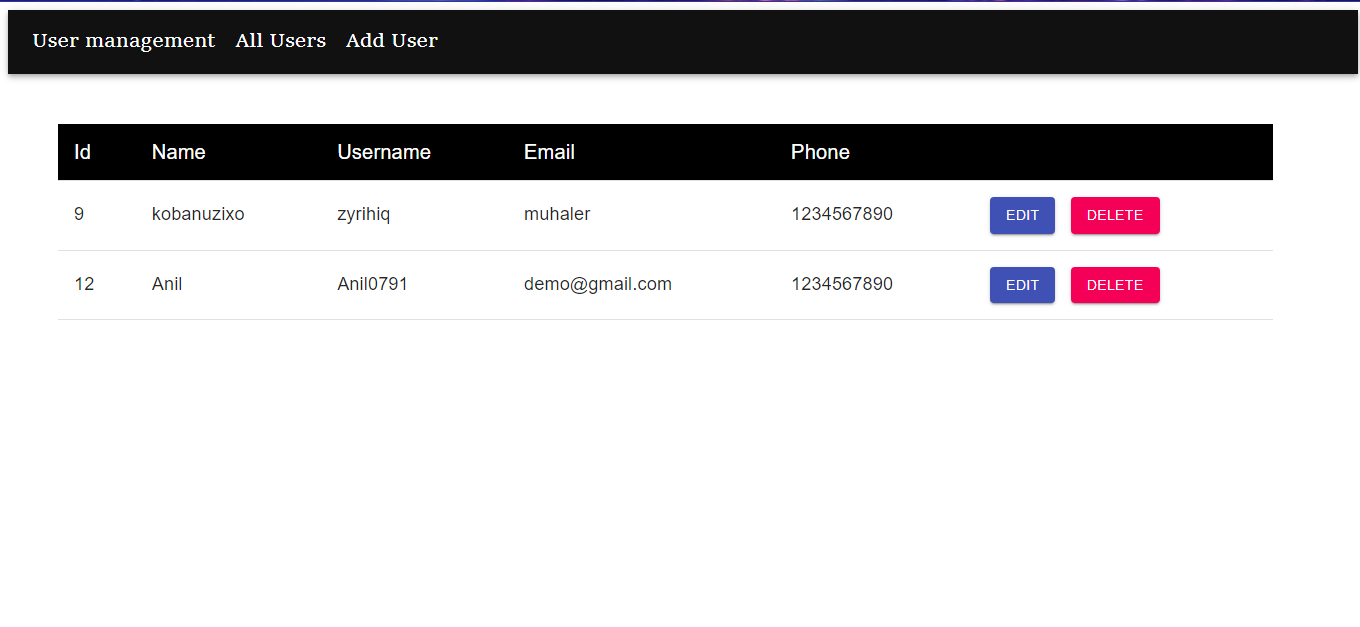 User management All Users Add User
Id Name Username Email Phone
9 kobanuzixo zyrihiq muhaler 1234567890 EDIT DELETE
12 Anil Anil0791 demo@gmail.com 1234567890 EDIT DELETE